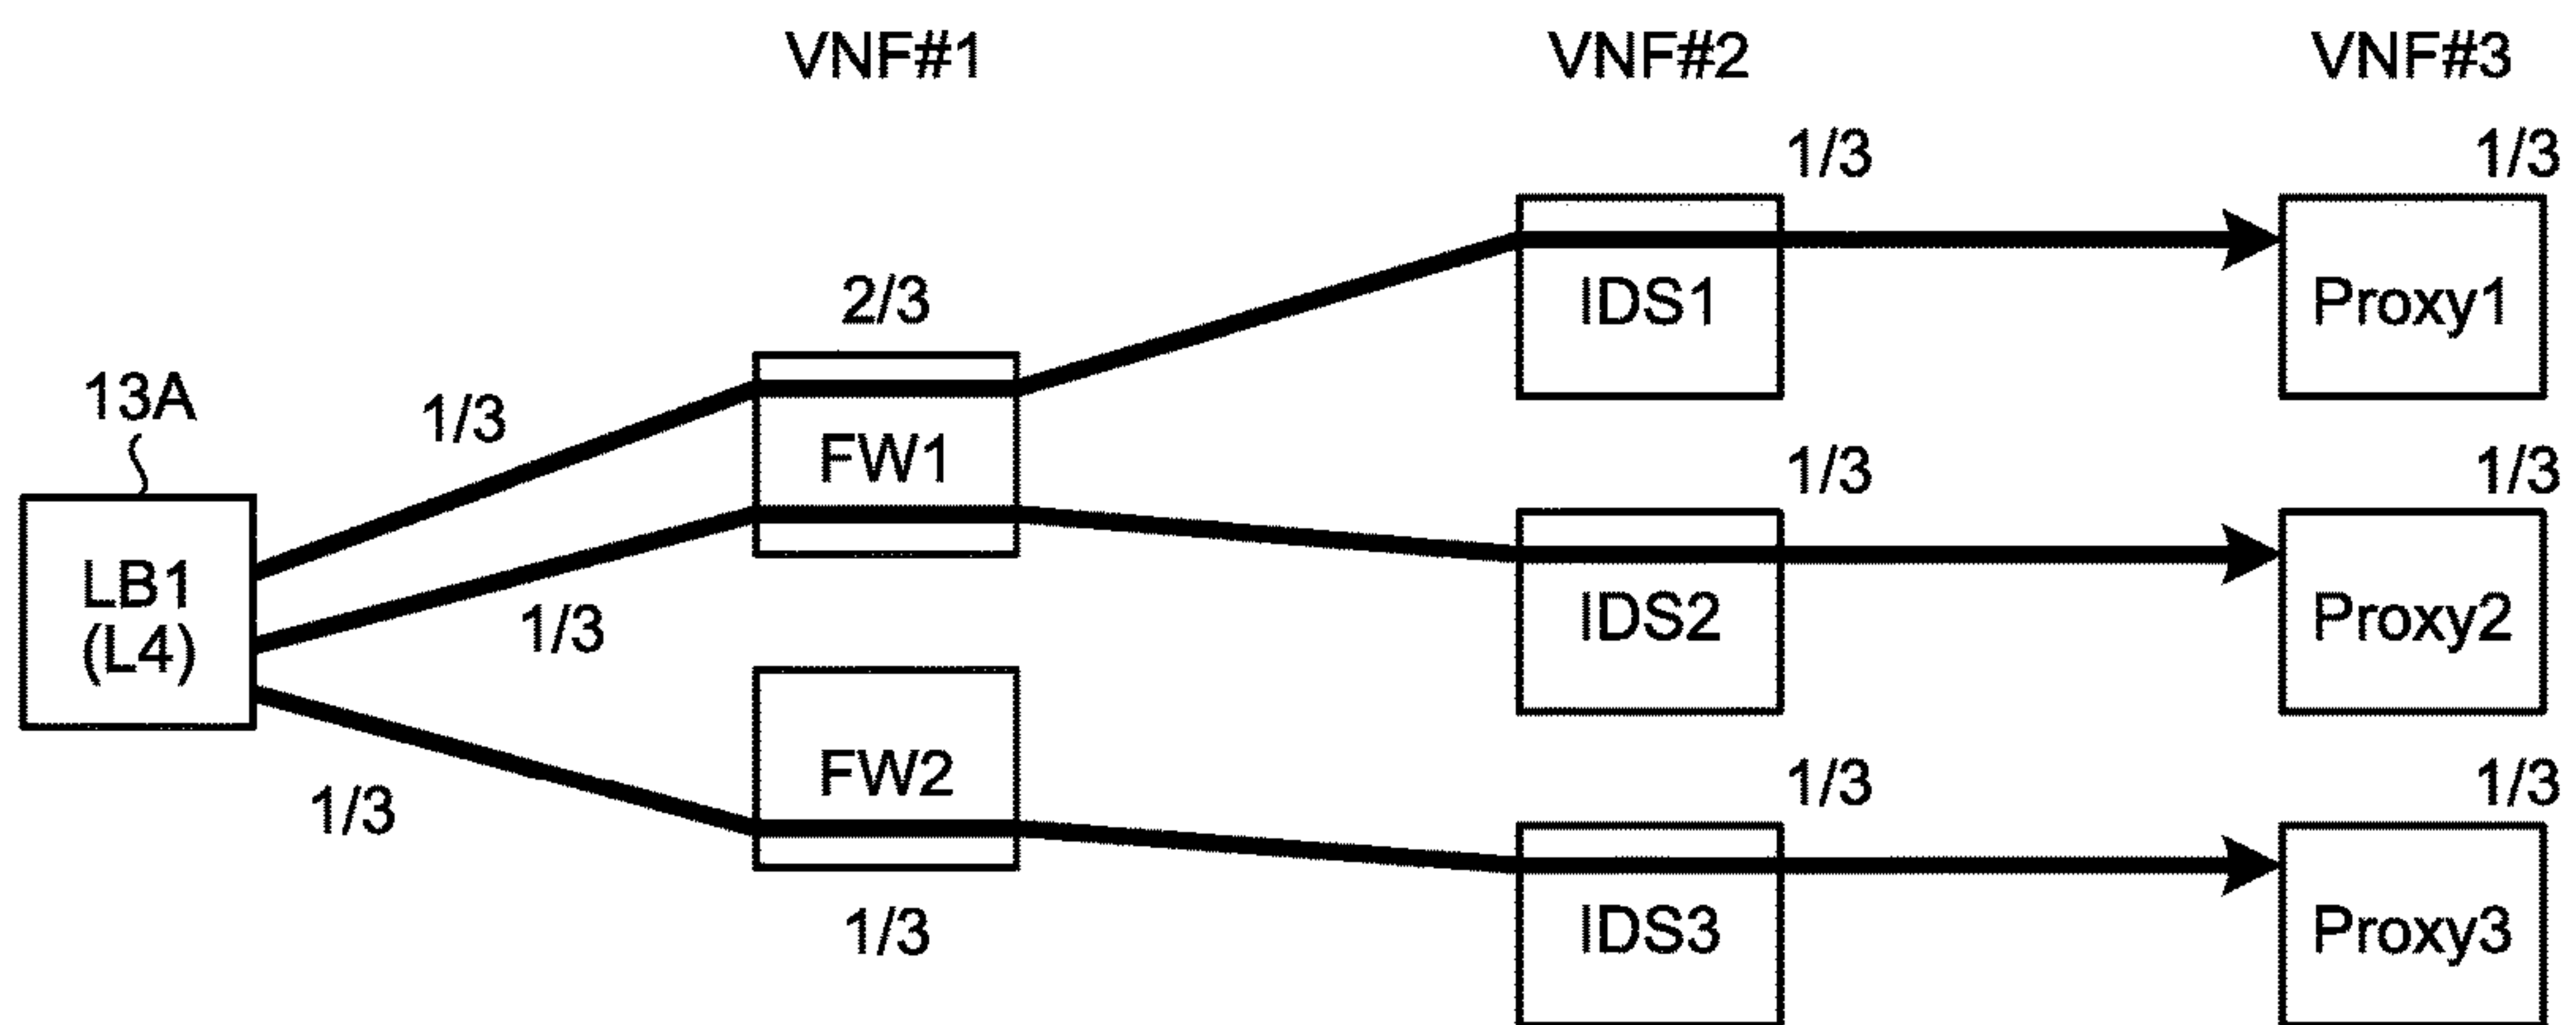 VNF#1 VNF#2 VNF#3
1/3 1/3
2/3 IDS1 Proxy1
13A 1/3
FW1 1/3 1/3
LB1
(L4) 1/3 IDS2 Proxy2
FW2 1/3 1/3
1/3
1/3 IDS3 Proxy3